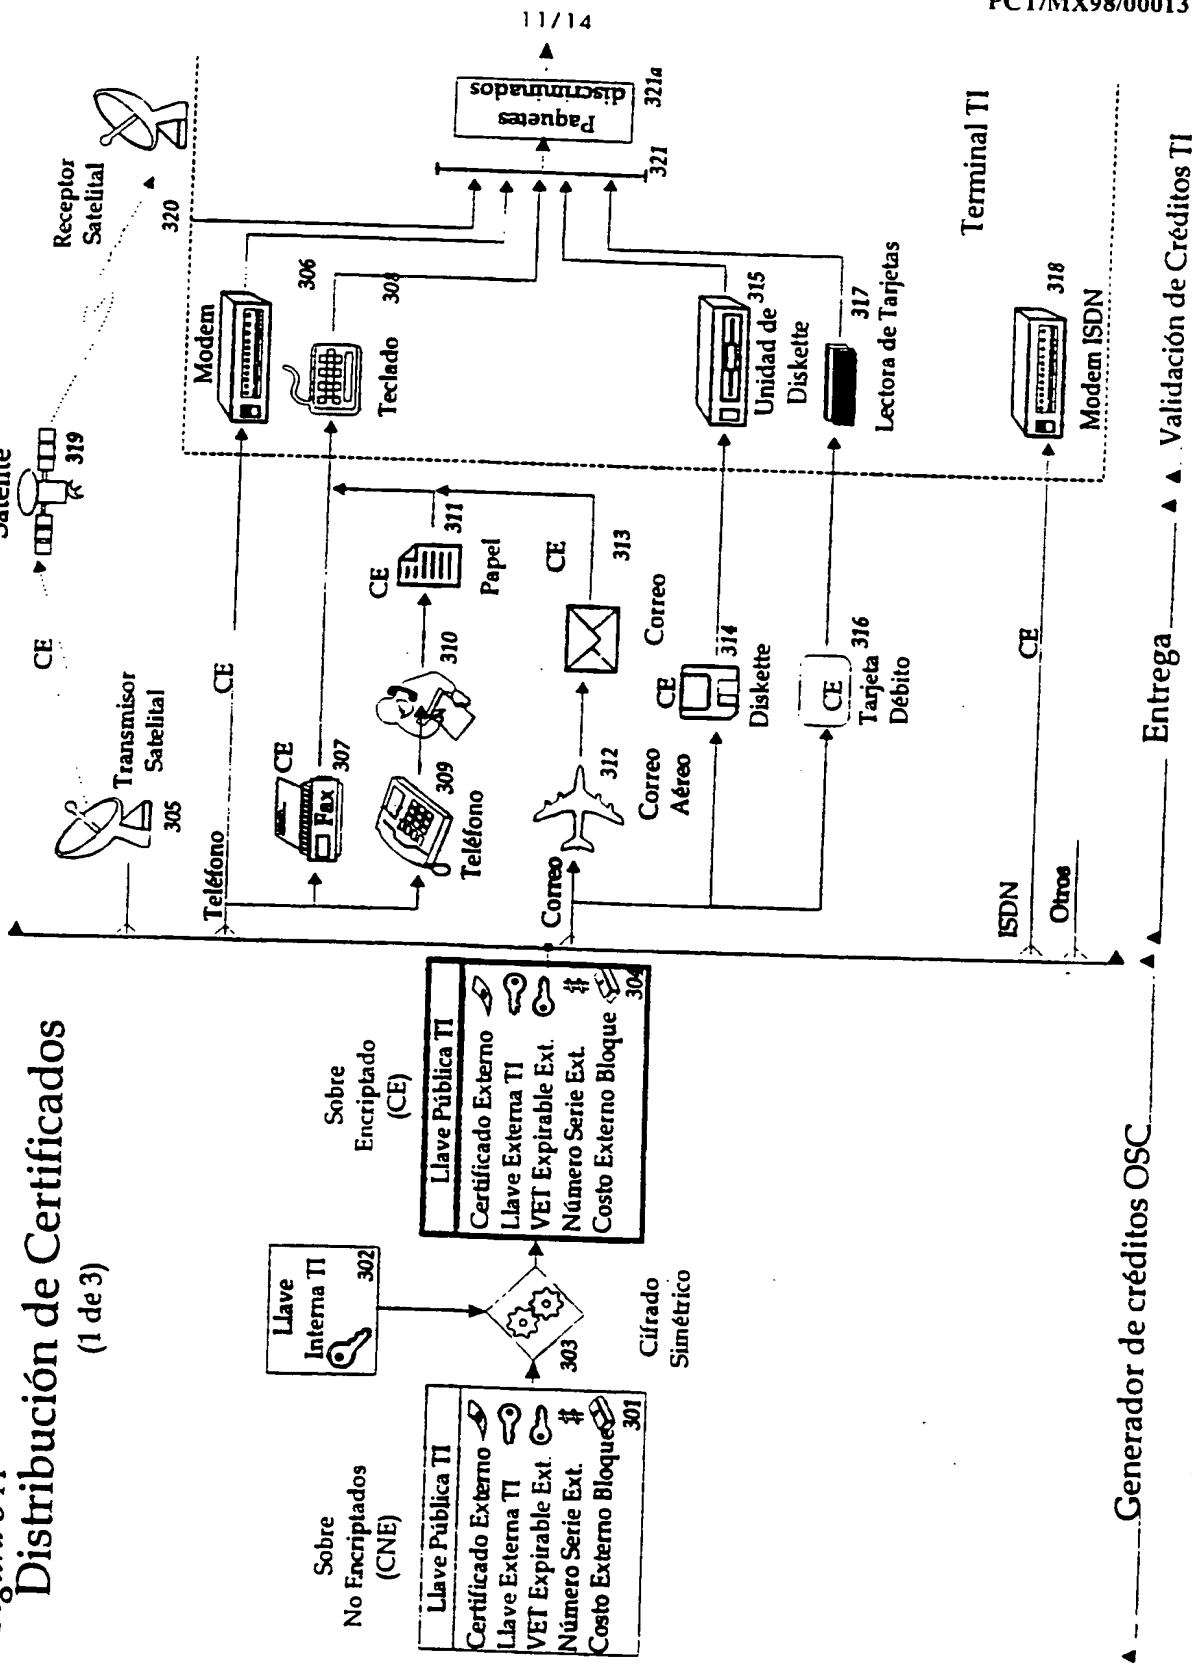 11/14
PCT/MX98/00013
Distribución de Certificados
(1 de 3)
Sobre
No Encriptados
(CNE)
Llave Pública TI
Certificado Externo
Llave Externa TI
VET Expirable Ext.
Número Serie Ext.
#
Costo Externo Bloque
301
Llave
Interna TI
302
303
Cifrado
Simétrico
Sobre
Encriptado
(CE)
Llave Pública TI
Certificado Externo
Llave Externa TI
VET Expirable Ext.
Número Serie Ext.
#
Costo Externo Bloque
304
Transmisor
Satelital
305
CE
Satélite
319
Receptor
Satelital
320
Teléfono
CE
Modem
306
Fax
CE
307
Teclado
308
Teléfono
309
310
CE
Papel
311
Correo
Correo
Aéreo
312
Correo
CE
313
CE
Diskette
314
Unidad de
Diskette
315
CE
Tarjeta
Débito
316
Lectora de Tarjetas
317
ISDN
CE
Modem ISDN
318
Otros
Terminal TI
321
Paquetes
discriminados
321a
Generador de créditos OSC
Entrega
Validación de Créditos TI